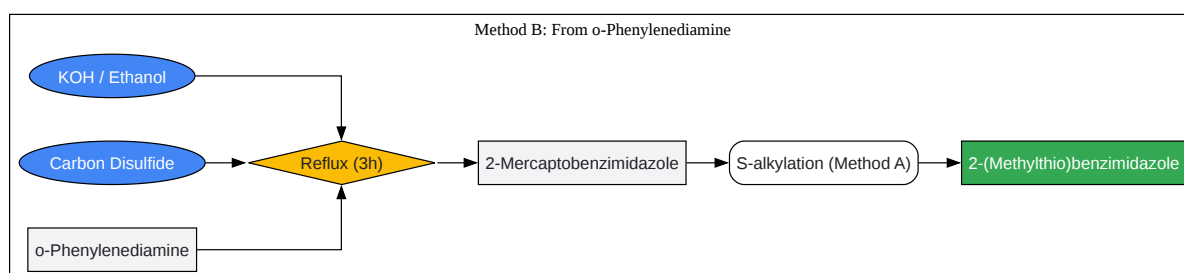 Method B: From o-Phenylenediamine
KOH / Ethanol
Carbon Disulfide
Reflux (3h)
2-Mercaptobenzimidazole
S-alkylation (Method A)
2-(Methylthio)benzimidazole
o-Phenylenediamine